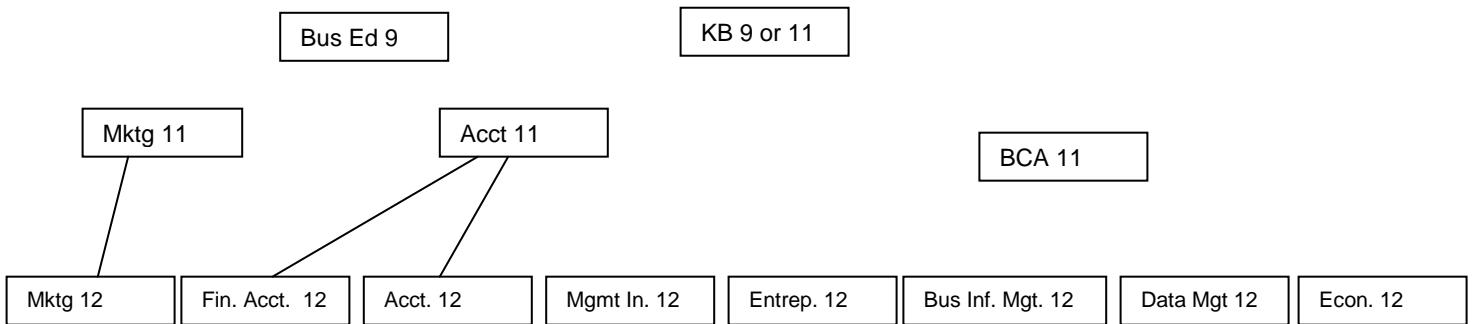 Bus Ed 9
KB 9 or 11
Mktg 11
Acct 11
BCA 11
Mktg 12
Fin. Acct. 12
Acct. 12
Mgmt In. 12
Entrep. 12
Bus Inf. Mgt. 12
Data Mgt 12
Econ. 12